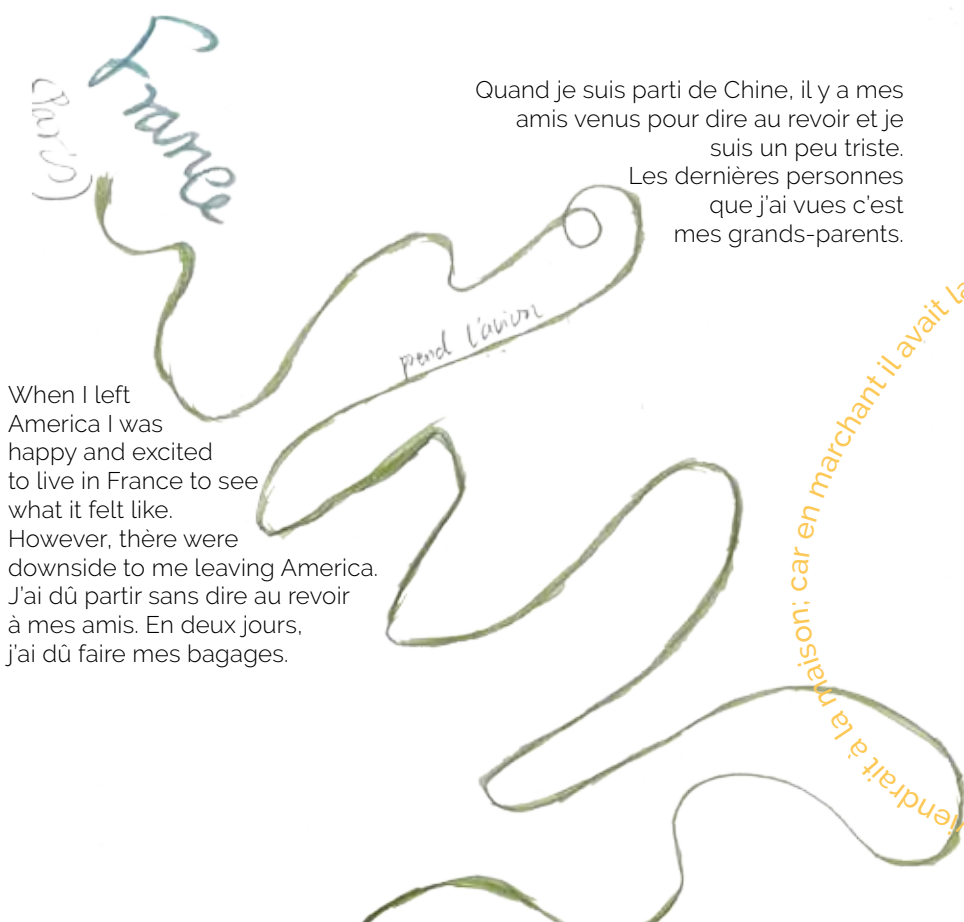 France
(Paris)
Quand je suis parti de Chine, il y a mes
amis venus pour dire au revoir et je
suis un peu triste.
Les dernières personnes
que j'ai vues c'est
mes grands-parents.
prend l'avion
When I left
America I was
happy and excited
to live in France to see
what it felt like.
However, thère were
downside to me leaving America.
J'ai dû partir sans dire au revoir
à mes amis. En deux jours,
j'ai dû faire mes bagages.
iendrait à la maison; car en marchant il avait la